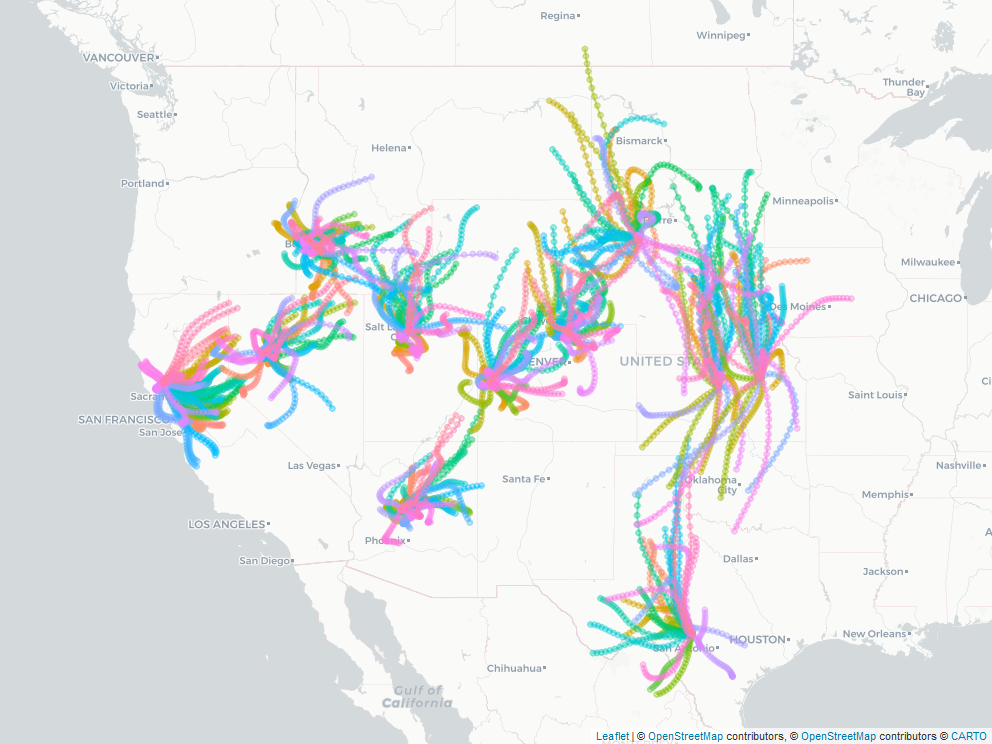 Regina
Winnipeg
VANCOUVER
Victoria
Thunder
Bay
Seattle
Helena
Bismarck
Portland
Minneapolis
Milwaukee
CHICAGO
Des Moines
Salt L
UNITED STA
Saint Louis
Sacra
SAN FRANCISCO
San Jose
Las Vegas
Santa Fe
Oklahoma
City
Nashville
Memphis
LOS ANGELES
Phoenix
San Diego
Dallas
Jackson
New Orleans
HOUSTON
San Antonio
Chihuahua
Gulf of
California
Leaflet | © OpenStreetMap contributors, © OpenStreetMap contributors © CARTO